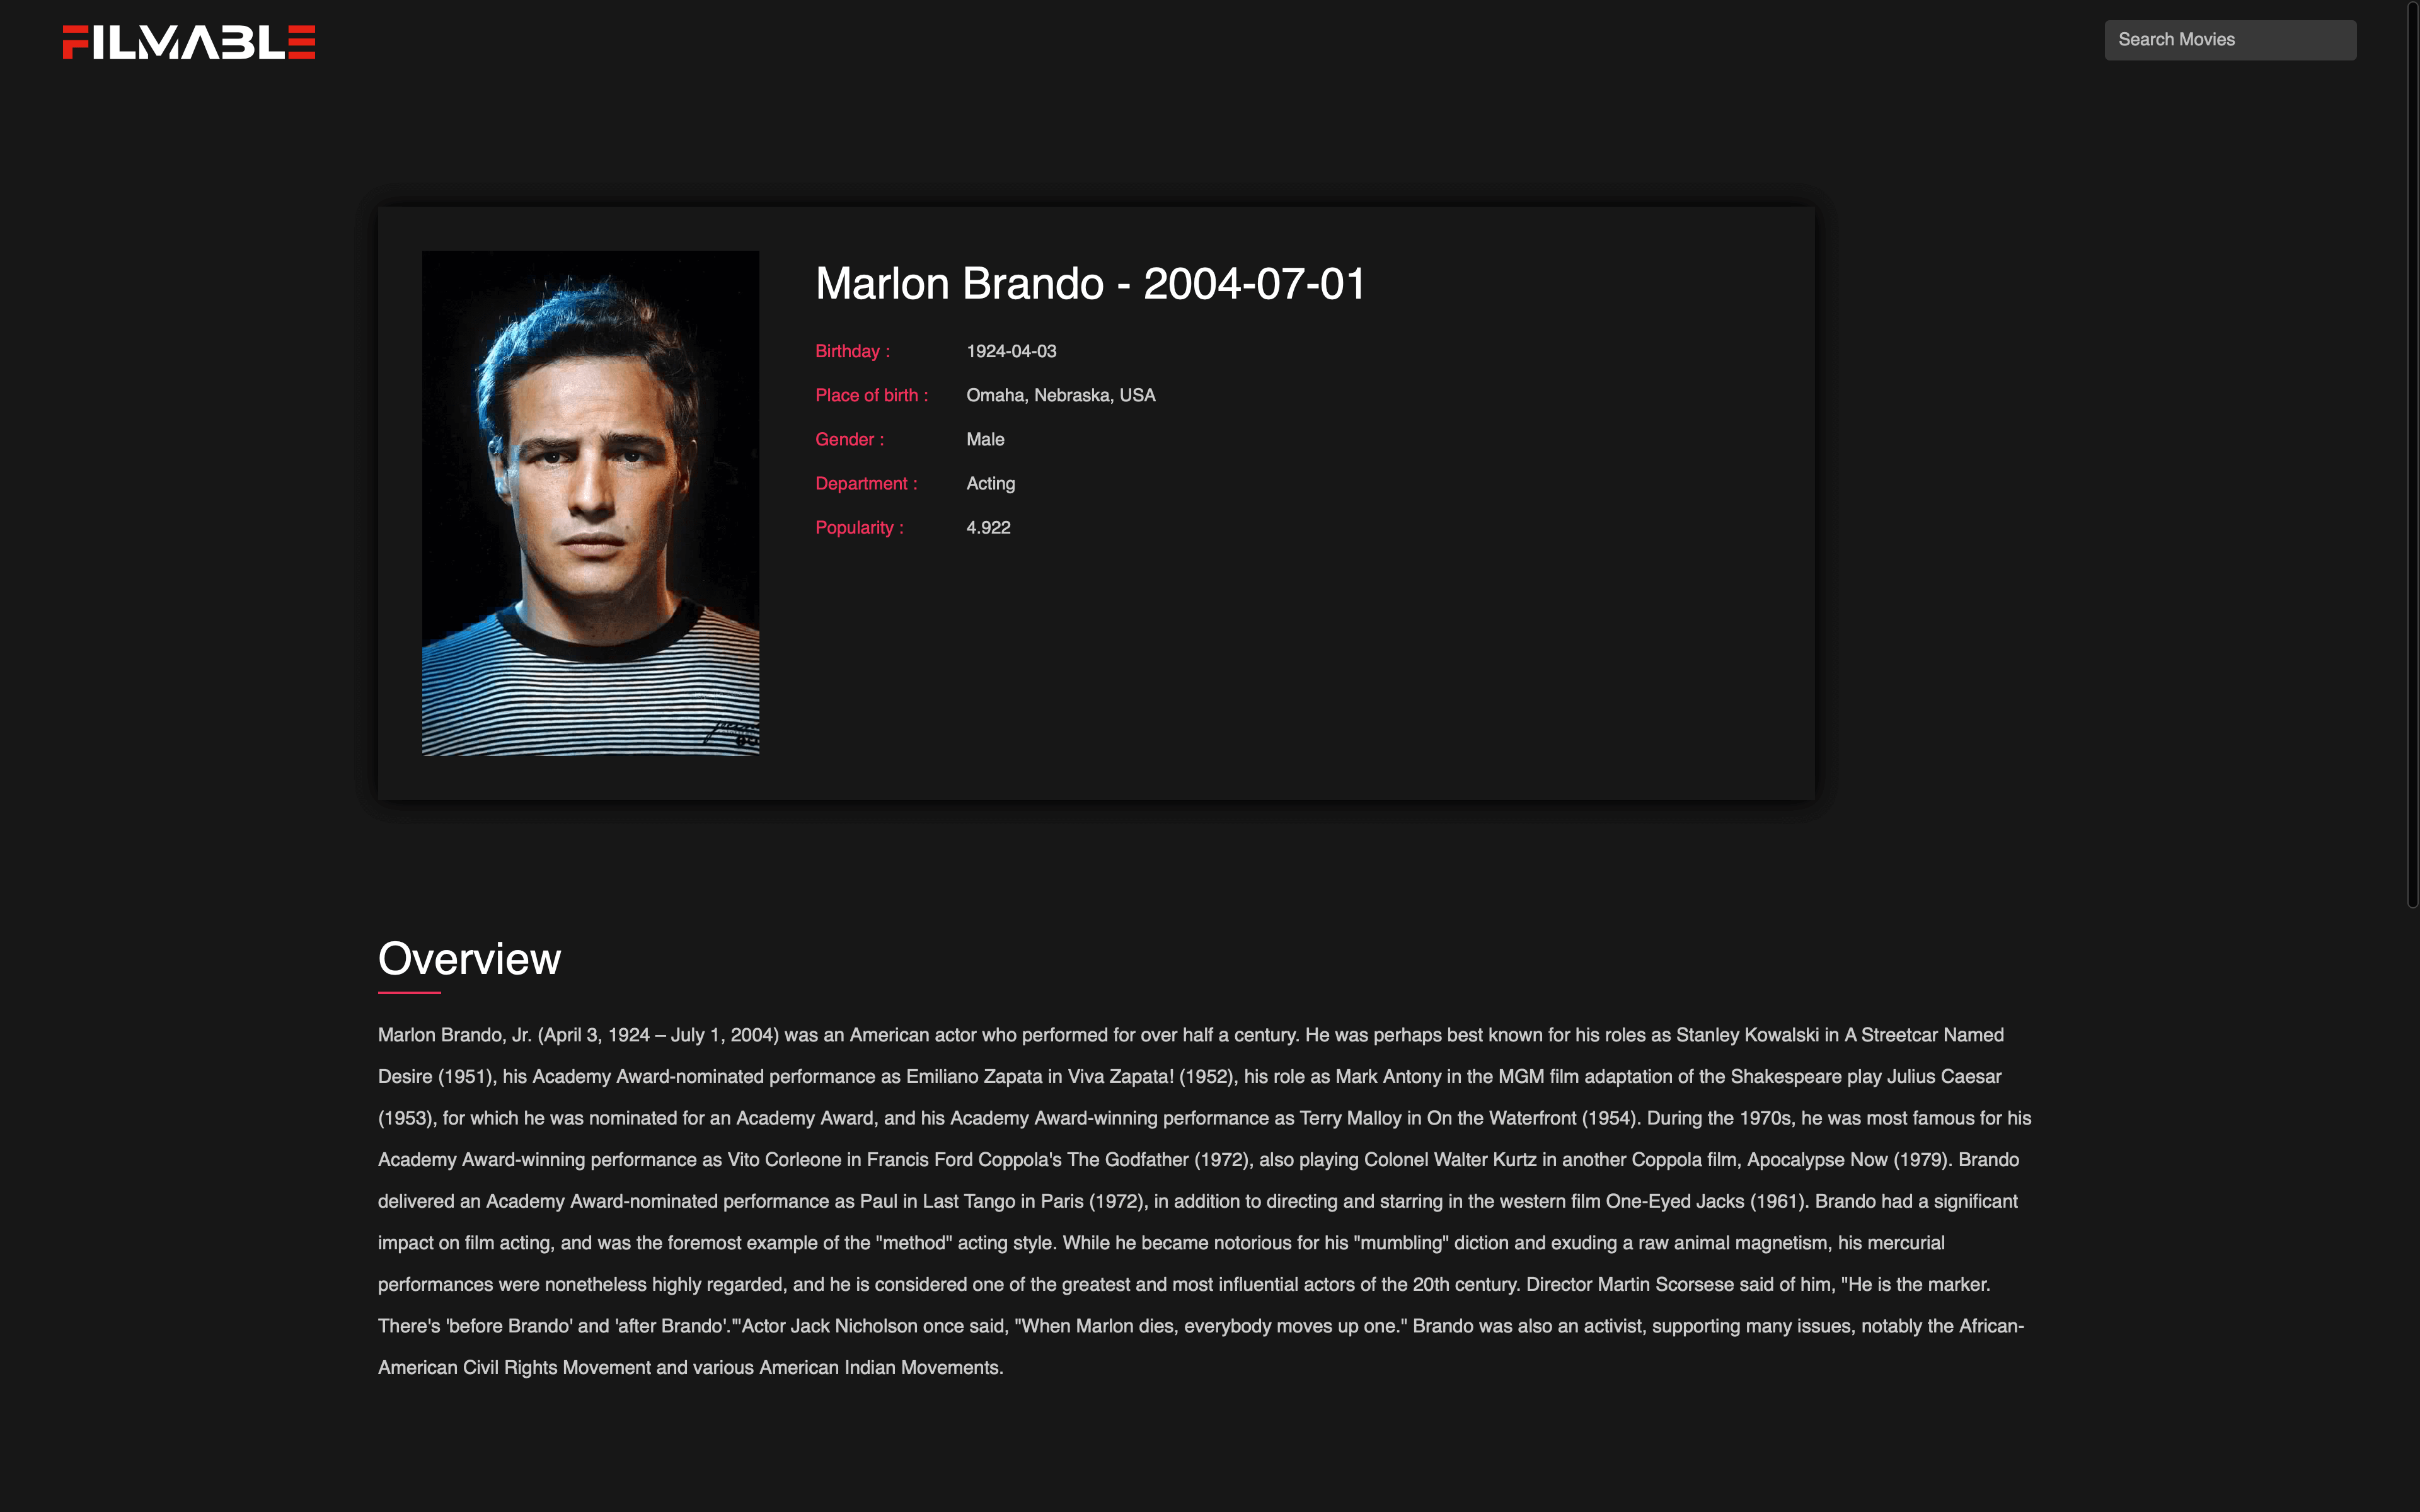 FILMABLE
Search Movies
Marlon Brando - 2004-07-01
Birthday : 1924-04-03
Place of birth : Omaha, Nebraska, USA
Gender : Male
Department : Acting
Popularity : 4.922
Overview
Marlon Brando, Jr. (April 3, 1924 – July 1, 2004) was an American actor who performed for over half a century. He was perhaps best known for his roles as Stanley Kowalski in A Streetcar Named
Desire (1951), his Academy Award-nominated performance as Emiliano Zapata in Viva Zapata! (1952), his role as Mark Antony in the MGM film adaptation of the Shakespeare play Julius Caesar
(1953), for which he was nominated for an Academy Award, and his Academy Award-winning performance as Terry Malloy in On the Waterfront (1954). During the 1970s, he was most famous for his
Academy Award-winning performance as Vito Corleone in Francis Ford Coppola's The Godfather (1972), also playing Colonel Walter Kurtz in another Coppola film, Apocalypse Now (1979). Brando
delivered an Academy Award-nominated performance as Paul in Last Tango in Paris (1972), in addition to directing and starring in the western film One-Eyed Jacks (1961). Brando had a significant
impact on film acting, and was the foremost example of the "method" acting style. While he became notorious for his "mumbling" diction and exuding a raw animal magnetism, his mercurial
performances were nonetheless highly regarded, and he is considered one of the greatest and most influential actors of the 20th century. Director Martin Scorsese said of him, "He is the marker.
There's 'before Brando' and 'after Brando'.'"Actor Jack Nicholson once said, "When Marlon dies, everybody moves up one." Brando was also an activist, supporting many issues, notably the African-
American Civil Rights Movement and various American Indian Movements.